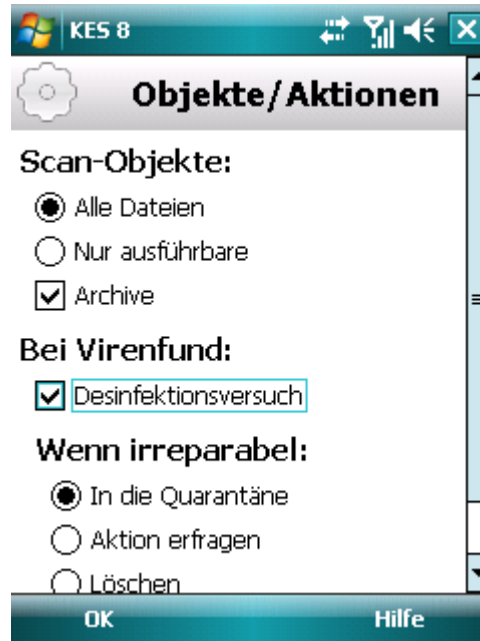 KES 8
Objekte/Aktionen
Scan-Objekte:
Alle Dateien
Nur ausführbare
Archive
Bei Virenfund:
Desinfektionsversuch
Wenn irreparabel:
In die Quarantäne
Aktion erfragen
Löschen
OK Hilfe